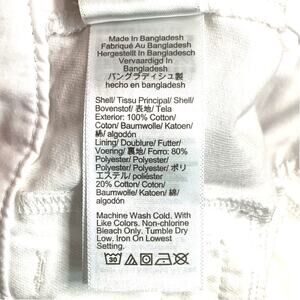 Made In Bangladesh
Fabriqué Au Bangladesh
Hergestellt In Bangladesch
Vervaardigd In
Bangladesh
バングラディシュ製
hecho en bangladesh
Shell/ Tissu Principal/ Shell/
Bovenstof/ 表地/ Tela
Exterior: 100% Cotton/
Coton/ Baumwolle/ Katoen/
綿/ algodón
Lining/ Doublure/ Futter/
Voering/ 裏地/ Forro: 80%
Polyester/ Polyester/
Polyester/ Polyester/ ポリ
エステル/ poliéster
20% Cotton/ Coton/
Baumwolle/ Katoen/ 綿/
algodón
Machine Wash Cold. With
Like Colors. Non-chlorine
Bleach Only. Tumble Dry
Low. Iron On Lowest
Setting.
30